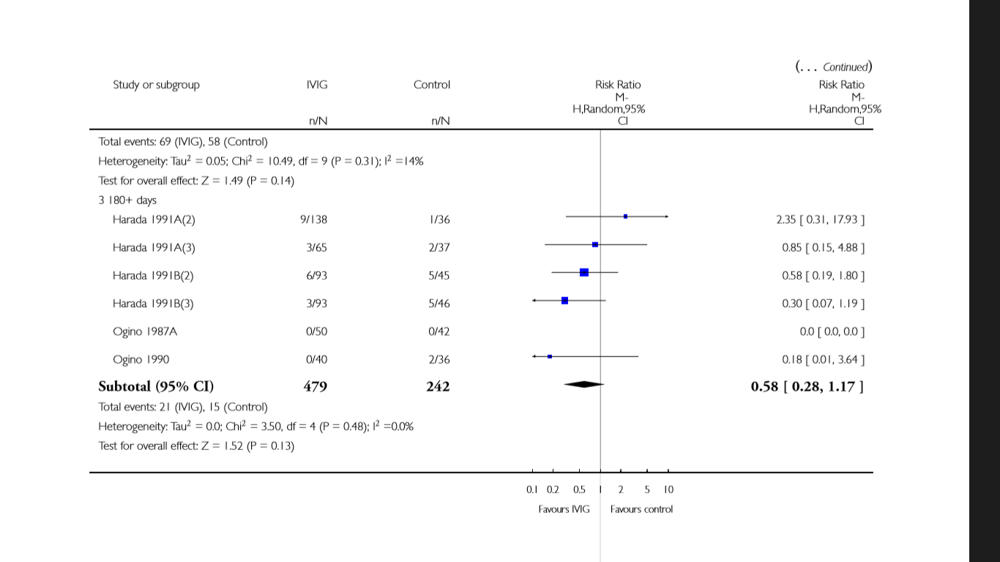 (... Continued)
Study or subgroup IVIG Control Risk Ratio Risk Ratio
M- M-
H,Random,95% H,Random,95%
n/N n/N CI CI
Total events: 69 (IVIG), 58 (Control)
Heterogeneity: Tau² = 0.05; Chi² = 10.49, df = 9 (P = 0.31); I² =14%
Test for overall effect: Z = 1.49 (P = 0.14)
3 180+ days
Harada 1991A(2) 9/138 1/36 2.35 [ 0.31, 17.93 ]
Harada 1991A(3) 3/65 2/37 0.85 [ 0.15, 4.88 ]
Harada 1991B(2) 6/93 5/45 0.58 [ 0.19, 1.80 ]
Harada 1991B(3) 3/93 5/46 0.30 [ 0.07, 1.19 ]
Ogino 1987A 0/50 0/42 0.0 [ 0.0, 0.0 ]
Ogino 1990 0/40 2/36 0.18 [ 0.01, 3.64 ]
Subtotal (95% CI) 479 242 0.58 [ 0.28, 1.17 ]
Total events: 21 (IVIG), 15 (Control)
Heterogeneity: Tau² = 0.0; Chi² = 3.50, df = 4 (P = 0.48); I² =0.0%
Test for overall effect: Z = 1.52 (P = 0.13)
0.1 0.2 0.5 1 2 5 10
Favours IVIG Favours control